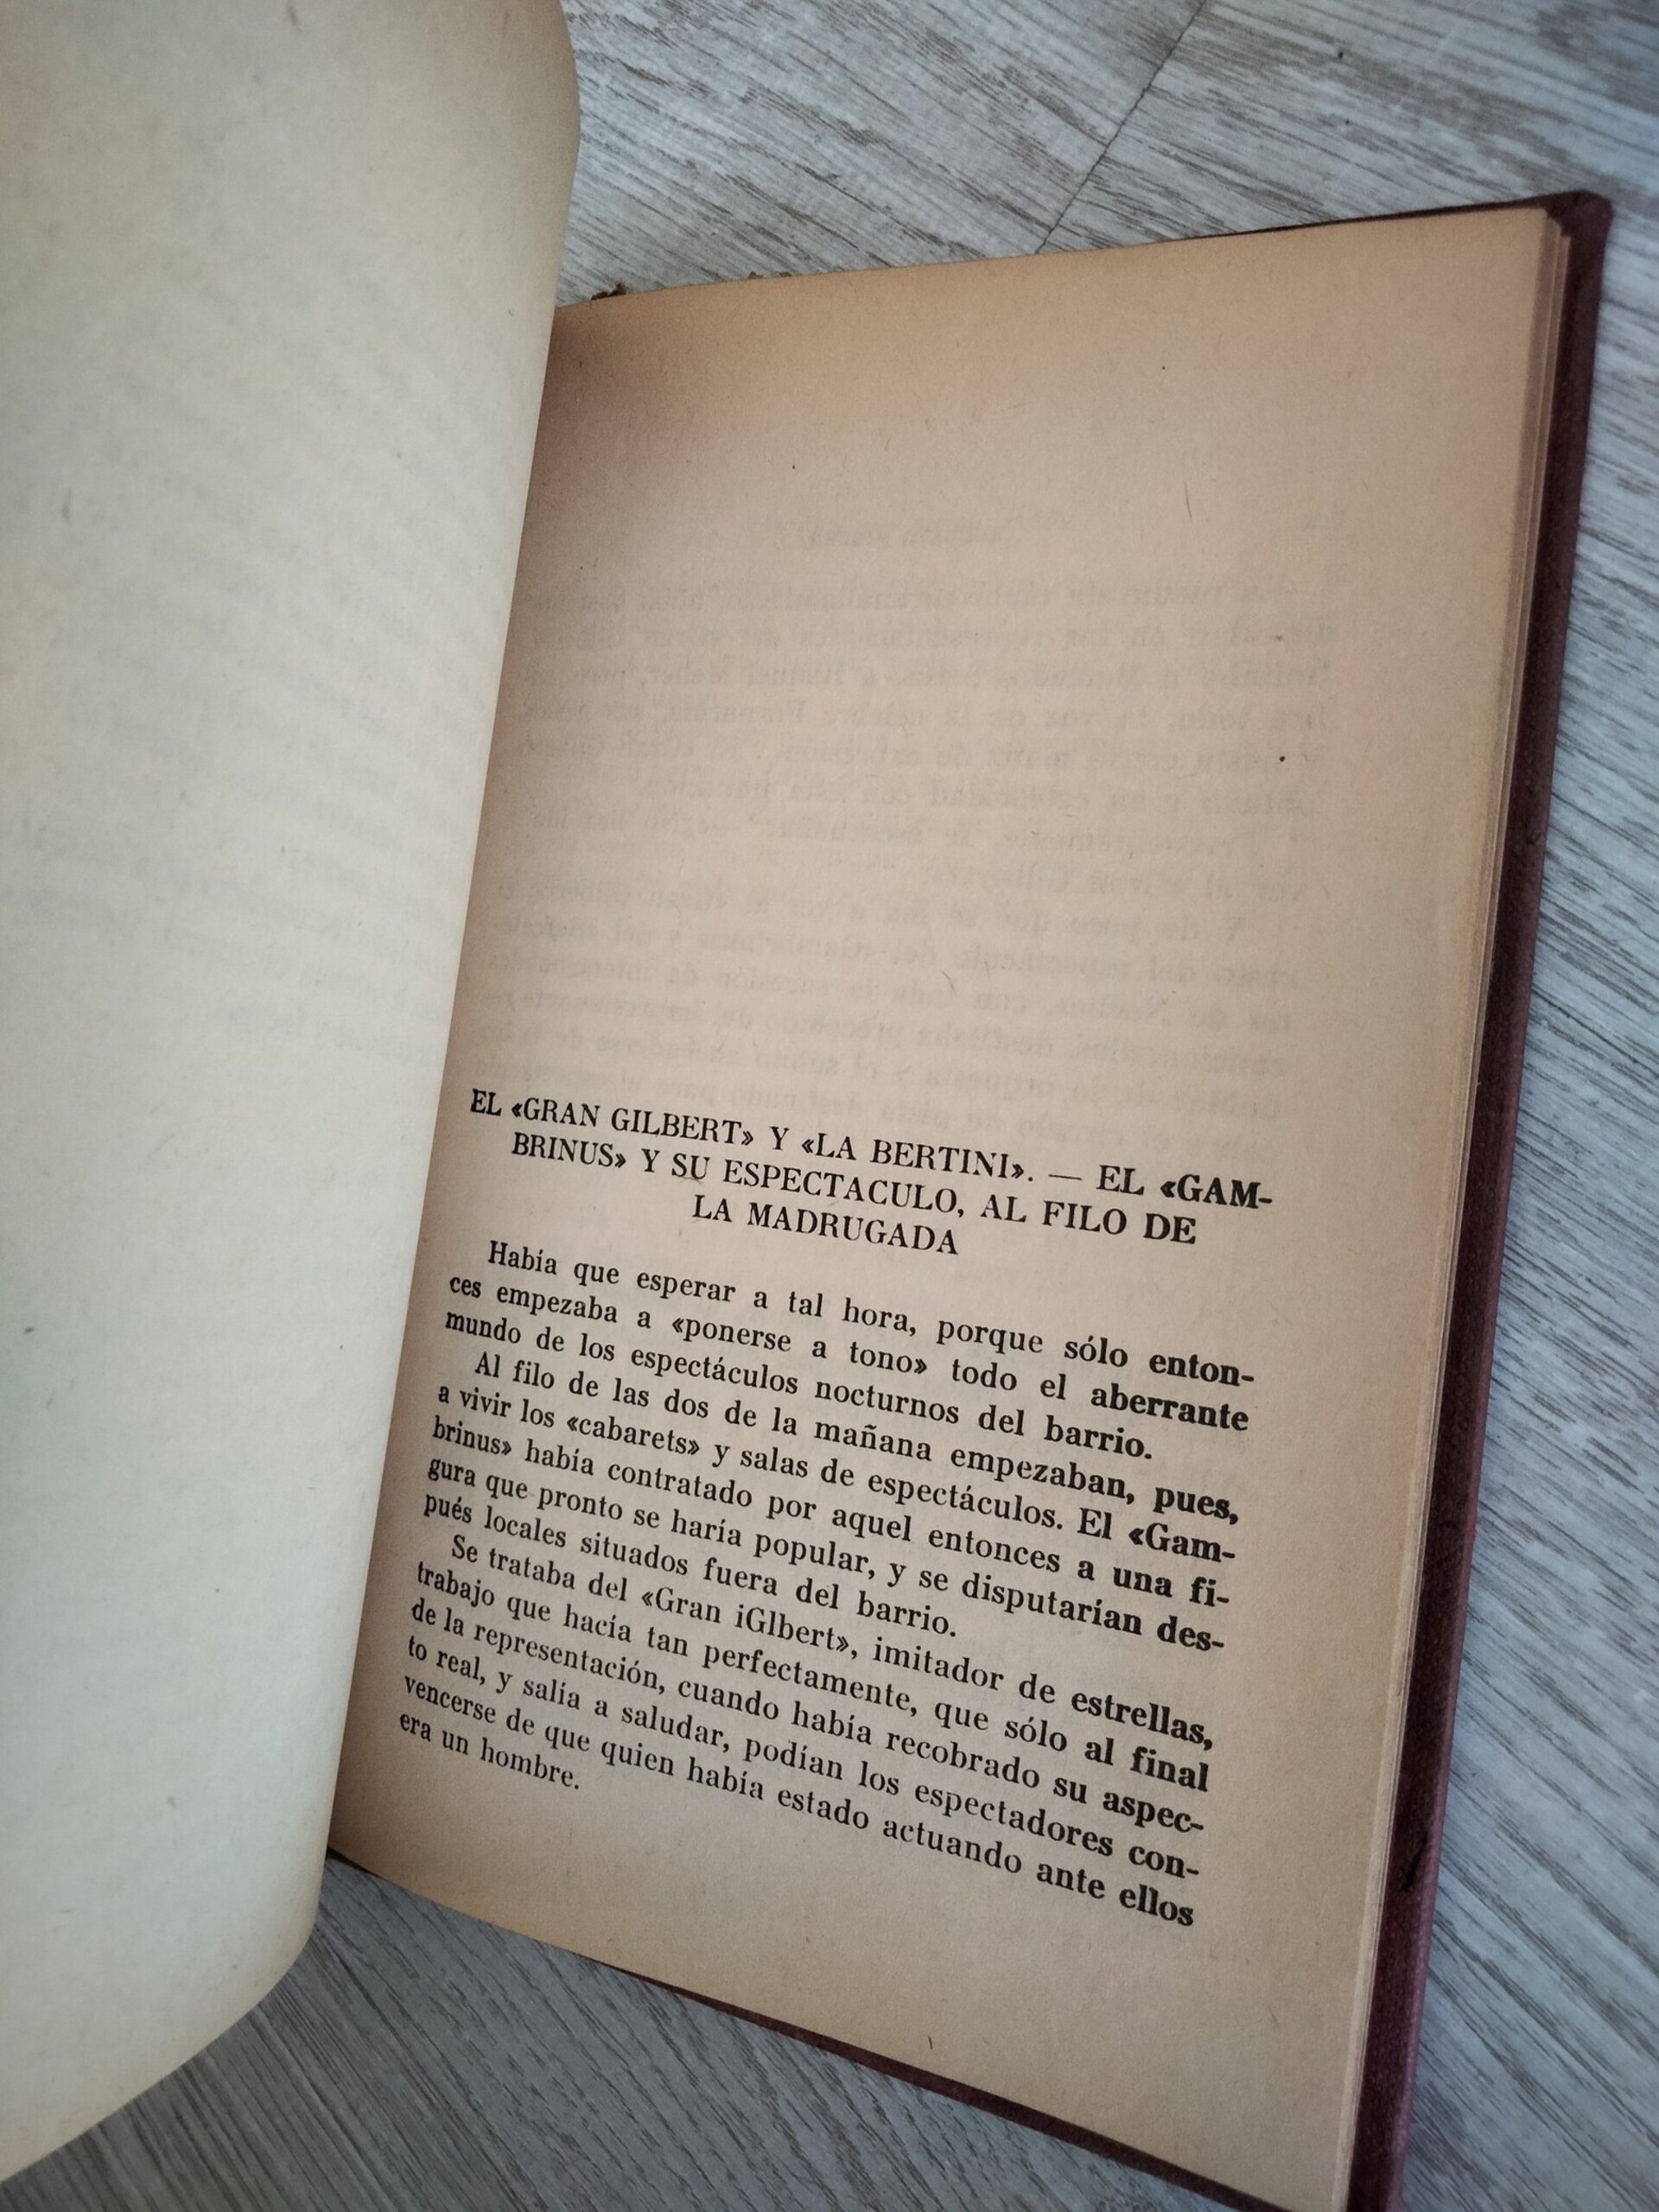 EL «GRAN GILBERT» Y «LA BERTINI». — EL «GAM-
BRINUS» Y SU ESPECTACULO, AL FILO DE
LA MADRUGADA
Había que esperar a tal hora, porque sólo enton-
ces empezaba a «ponerse a tono» todo el aberrante
mundo de los espectáculos nocturnos del barrio.
Al filo de las dos de la mañana empezaban, pues,
a vivir los «cabarets» y salas de espectáculos. El «Gam-
brinus» había contratado por aquel entonces a una fi-
gura que pronto se haría popular, y se disputarían des-
pués locales situados fuera del barrio.
Se trataba del «Gran iGlbert», imitador de estrellas,
trabajo que hacía tan perfectamente, que sólo al final
de la representación, cuando había recobrado su aspec-
to real, y salía a saludar, podían los espectadores con-
vencerse de que quien había estado actuando ante ellos
era un hombre.